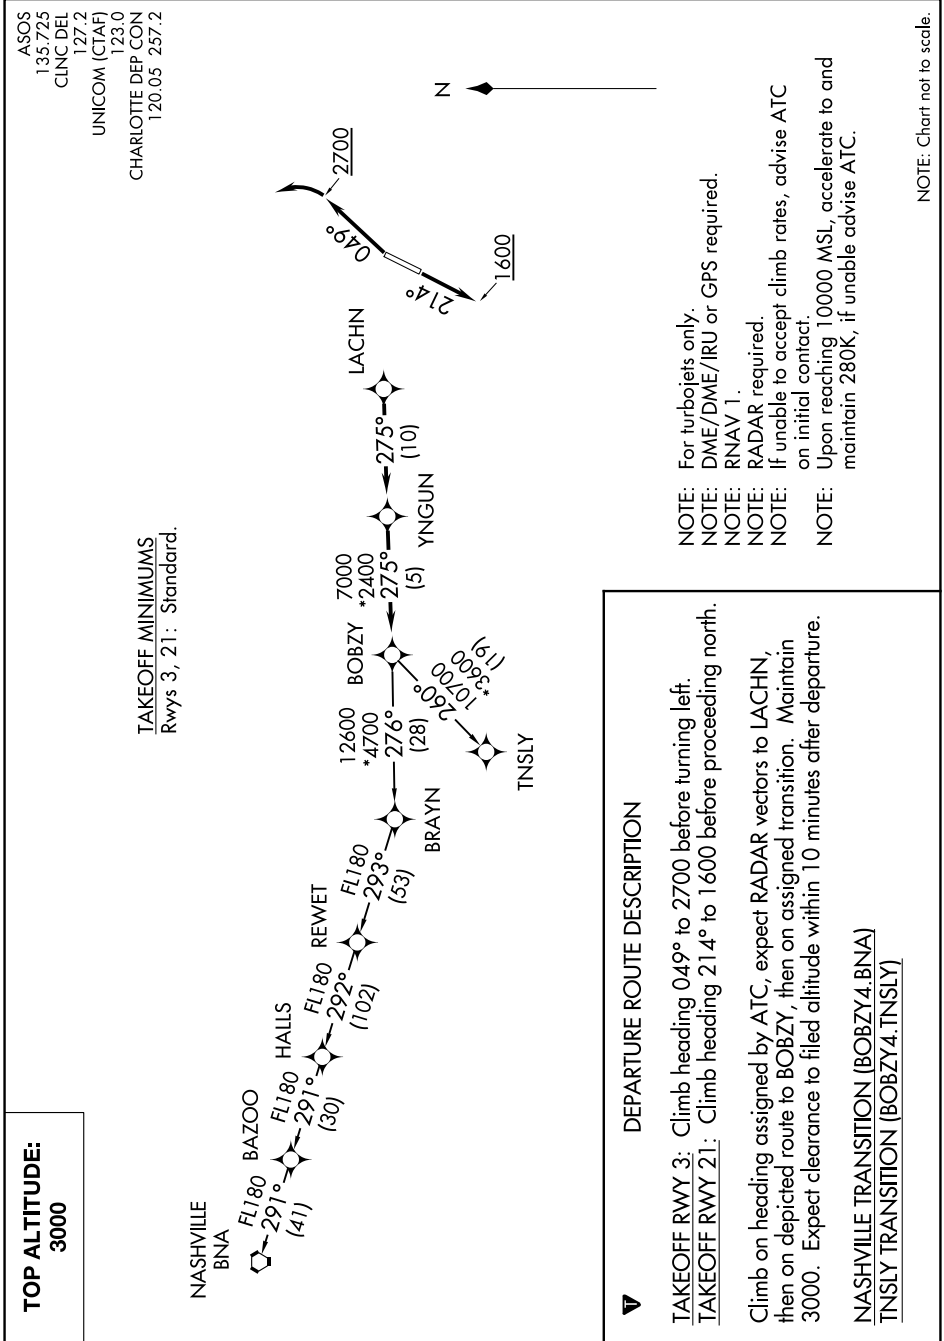 TOP ALTITUDE:
3000
ASOS
135.725
CLNC DEL
127.2
UNICOM (CTAF)
123.0
CHARLOTTE DEP CON
120.05 257.2
TAKEOFF MINIMUMS
Rwys 3, 21: Standard.
NASHVILLE
BNA
FL180
291°
(41)
BAZOO
FL180
291°
(30)
HALLS
FL180
292°
(102)
REWET
FL180
293°
(53)
BRAYN
12600
*4700
276°
(28)
TNSLY
260°
10700
*3600
(19)
BOBZY
7000
*2400
275°
(5)
YNGUN
275°
(10)
LACHN
214°
1600
049°
2700
N
DEPARTURE ROUTE DESCRIPTION
T
TAKEOFF RWY 3: Climb heading 049° to 2700 before turning left.
TAKEOFF RWY 21: Climb heading 214° to 1600 before proceeding north.
Climb on heading assigned by ATC, expect RADAR vectors to LACHN,
then on depicted route to BOBZY, then on assigned transition. Maintain
3000. Expect clearance to filed altitude within 10 minutes after departure.
NASHVILLE TRANSITION (BOBZY4.BNA)
TNSLY TRANSITION (BOBZY4.TNSLY)
NOTE: For turbojets only.
NOTE: DME/DME/IRU or GPS required.
NOTE: RNAV 1.
NOTE: RADAR required.
NOTE: If unable to accept climb rates, advise ATC
on initial contact.
NOTE: Upon reaching 10000 MSL, accelerate to and
maintain 280K, if unable advise ATC.
NOTE: Chart not to scale.